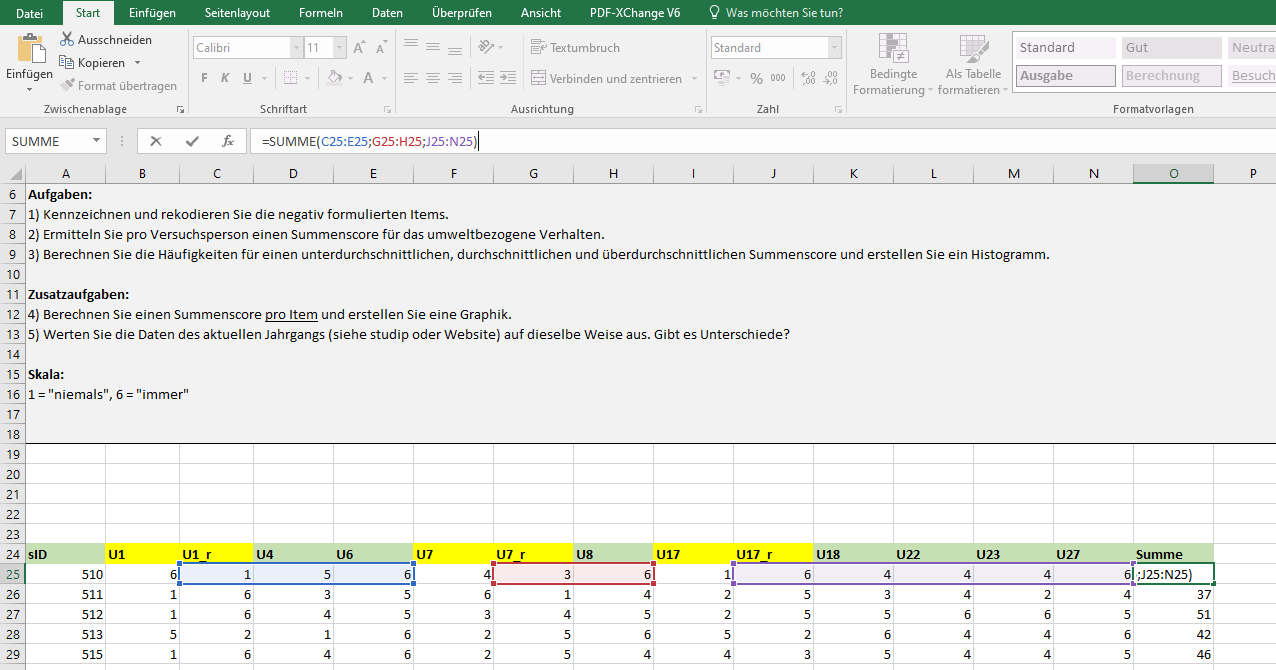 Datei Start Einfügen Seitenlayout Formeln Daten Überprüfen Ansicht PDF-XChange V6 Was möchten Sie tun?
Einfügen
Ausschneiden
Kopieren
Format übertragen
Zwischenablage
Calibri 11 A A
F K U A
Schriftart
Textumbruch
Verbinden und zentrieren
Ausrichtung
Standard
% 000 ,00 ,00
Zahl
Bedingte
Formatierung
Als Tabelle
formatieren
Standard Gut Neutra
Ausgabe Berechnung Besuch
Formatvorlagen
SUMME fx =SUMME(C25:E25;G25:H25;J25:N25)
A B C D E F G H I J K L M N O P
6 Aufgaben:
7 1) Kennzeichnen und rekodieren Sie die negativ formulierten Items.
8 2) Ermitteln Sie pro Versuchsperson einen Summenscore für das umweltbezogene Verhalten.
9 3) Berechnen Sie die Häufigkeiten für einen unterdurchschnittlichen, durchschnittlichen und überdurchschnittlichen Summenscore und erstellen Sie ein Histogramm.
10
11 Zusatzaufgaben:
12 4) Berechnen Sie einen Summenscore pro Item und erstellen Sie eine Graphik.
13 5) Werten Sie die Daten des aktuellen Jahrgangs (siehe studip oder Website) auf dieselbe Weise aus. Gibt es Unterschiede?
14
15 Skala:
16 1 = "niemals", 6 = "immer"
17
18
19
20
21
22
23
24 sID U1 U1_r U4 U6 U7 U7_r U8 U17 U17_r U18 U22 U23 U27 Summe
25 510 6 1 5 6 4 3 6 1 6 4 4 4 6 ;J25:N25)
26 511 1 6 3 5 6 1 4 2 5 3 4 2 4 37
27 512 1 6 4 5 3 4 5 2 5 5 6 6 5 51
28 513 5 2 1 6 2 5 6 5 2 6 4 4 6 42
29 515 1 6 4 6 2 5 4 4 3 5 4 4 5 46